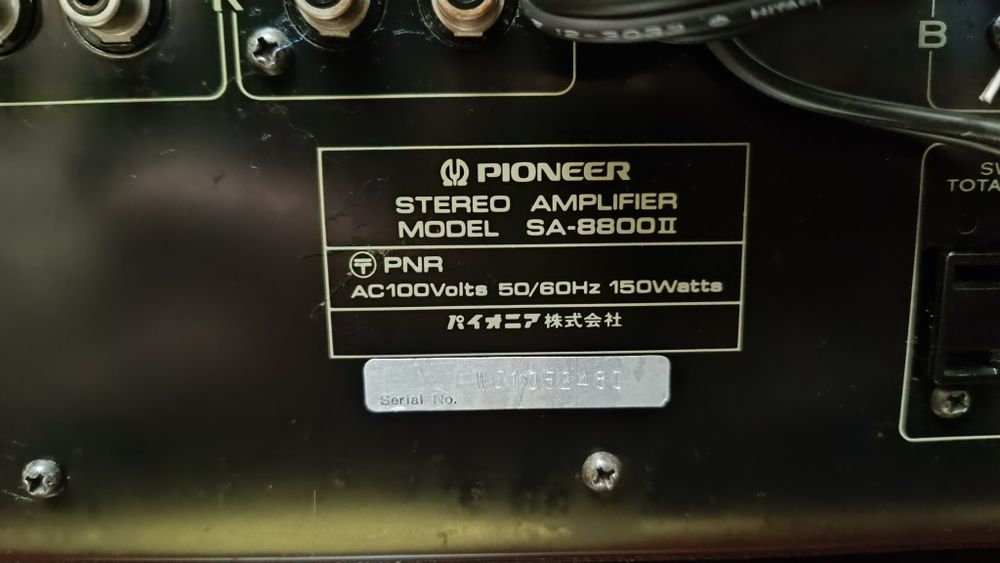 R
B
PIONEER
STEREO AMPLIFIER
MODEL SA-8800II
〒 PNR
AC100Volts 50/60Hz 150Watts
パイオニア株式会社
WJ1052480
Serial No.